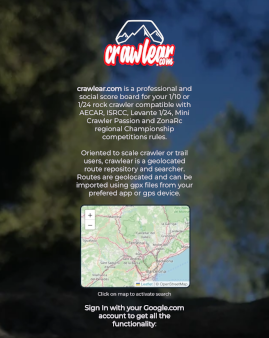 crawlear
.com
crawlear.com is a professional and
social score board for your 1/10 or
1/24 rock crawler compatible with
AECAR, ISRCC, Levante 1/24, Mini
Crawler Passion and ZonaRc
regional Championship
competitions rules.
Oriented to scale crawler or trail
users, crawlear is a geolocated
route repository and searcher.
Routes are geolocated and can be
imported using gpx files from your
prefered app or gps device.
+
−
Leaflet | © OpenStreetMap
Click on map to activate search
Sign In with your Google.com
account to get all the
functionality: